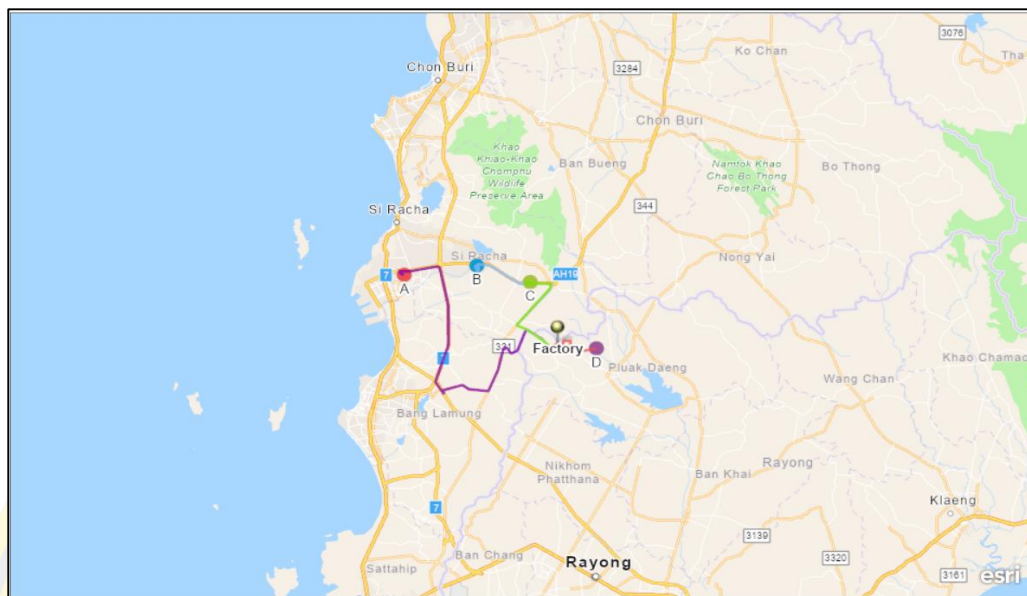 3076
Ko Chan
Tha
Chon Buri
3284
Chon Buri
Khao
Khiao-Khao
Chomphu
Wildlife
Preserve Area
Ban Bueng
Namtok Khao
Chao Bo Thong
Forest Park
Bo Thong
Si Racha
344
Si Racha
Nong Yai
7
A
B
C
AH19
331
Factory
D
7
Pluak Daeng
Khao Chamao
Wang Chan
Bang Lamung
Nikhom
Phatthana
Ban Khai
Rayong
Klaeng
7
3139
Ban Chang
3320
Sattahip
Rayong
3161
esri